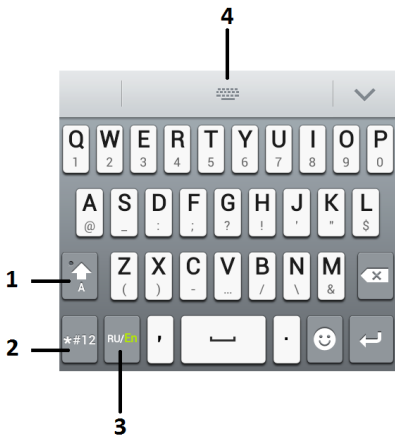 4
Q W E R T Y U I O P
1 2 3 4 5 6 7 8 9 0
A S D F G H J K L
@ _ : ; ? ! ' " $
1
Z X C V B N M
A ( ) - ... / \ &
2
*#12 RU/En , .
3